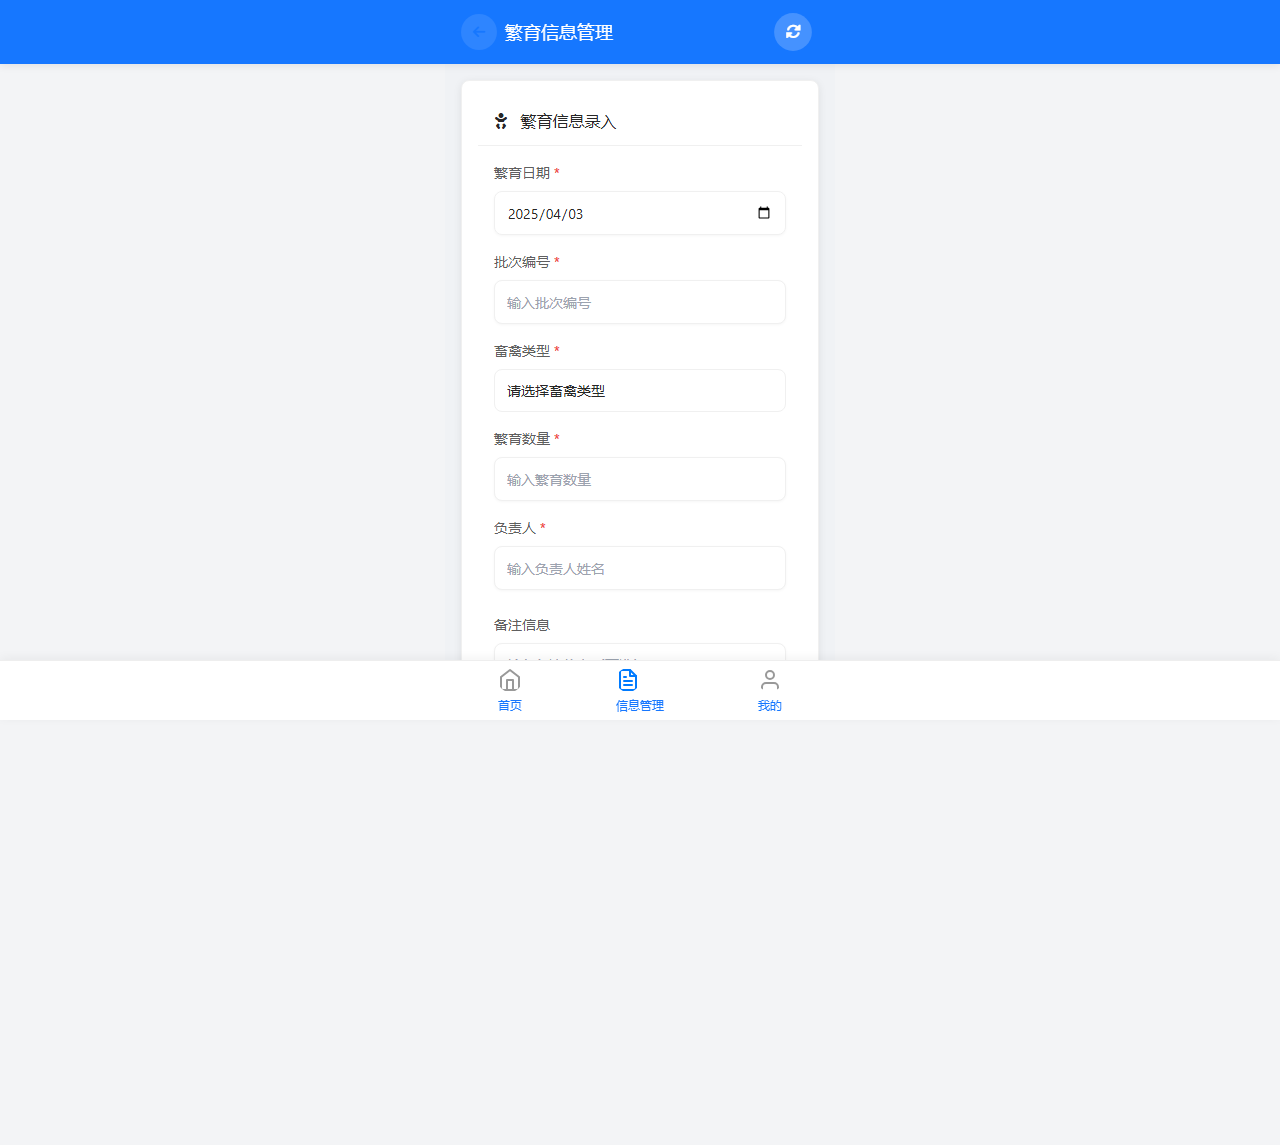 繁育信息管理
繁育信息录入
繁育日期 *
2025/04/03
批次编号 *
输入批次编号
畜禽类型 *
请选择畜禽类型
繁育数量 *
输入繁育数量
负责人 *
输入负责人姓名
备注信息
首页
信息管理
我的